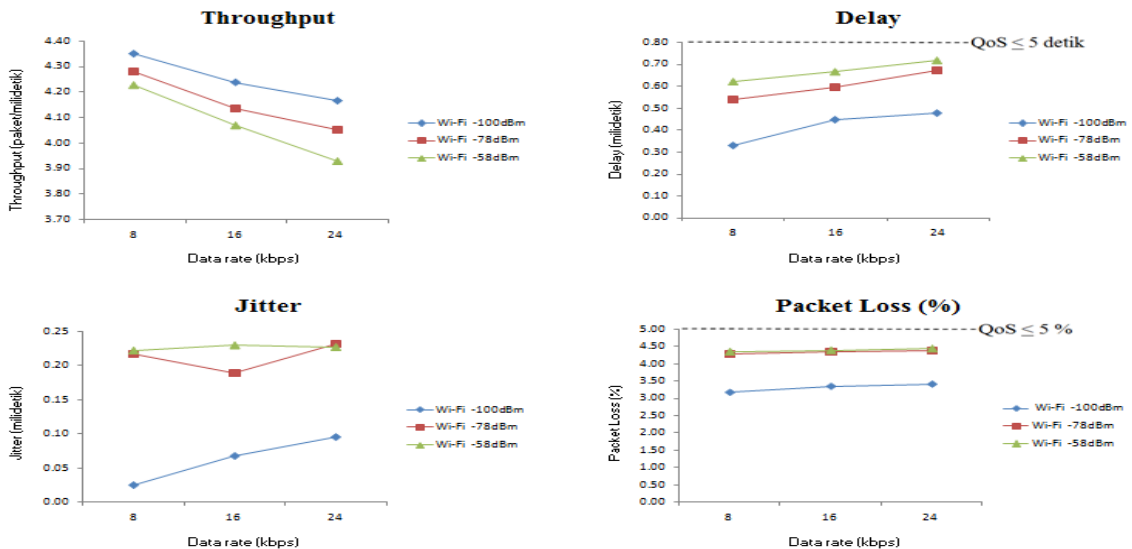 Throughput
4.40
4.30
4.20
4.10
4.00
3.90
3.80
3.70
8
16
24
Throughput (paket/milidetik)
Data rate (kbps)
Wi-Fi -100dBm
Wi-Fi -78dBm
Wi-Fi -58dBm
Delay
QoS ≤ 5 detik
0.80
0.70
0.60
0.50
0.40
0.30
0.20
0.10
0.00
8
16
24
Delay (milidetik)
Data rate (kbps)
Wi-Fi -100dBm
Wi-Fi -78dBm
Wi-Fi -58dBm
Jitter
0.25
0.20
0.15
0.10
0.05
0.00
8
16
24
Jitter (milidetik)
Data rate (kbps)
Wi-Fi -100dBm
Wi-Fi -78dBm
Wi-Fi -58dBm
Packet Loss (%)
QoS ≤ 5 %
5.00
4.50
4.00
3.50
3.00
2.50
2.00
1.50
1.00
0.50
0.00
8
16
24
Packet Loss (%)
Data rate (kbps)
Wi-Fi -100dBm
Wi-Fi -78dBm
Wi-Fi -58dBm